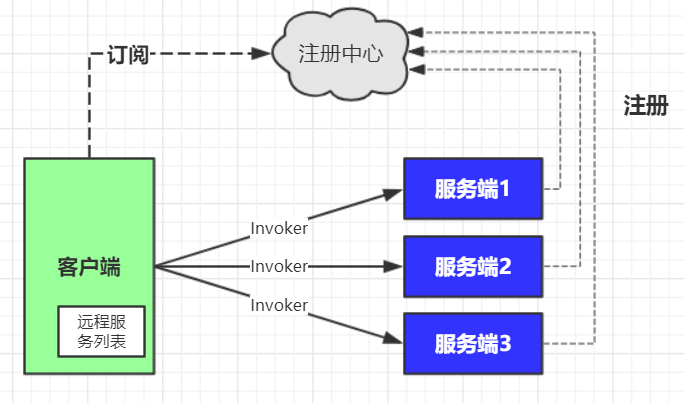 订阅
注册中心
注册
服务端1
Invoker
客户端
Invoker
服务端2
Invoker
远程服
务列表
服务端3